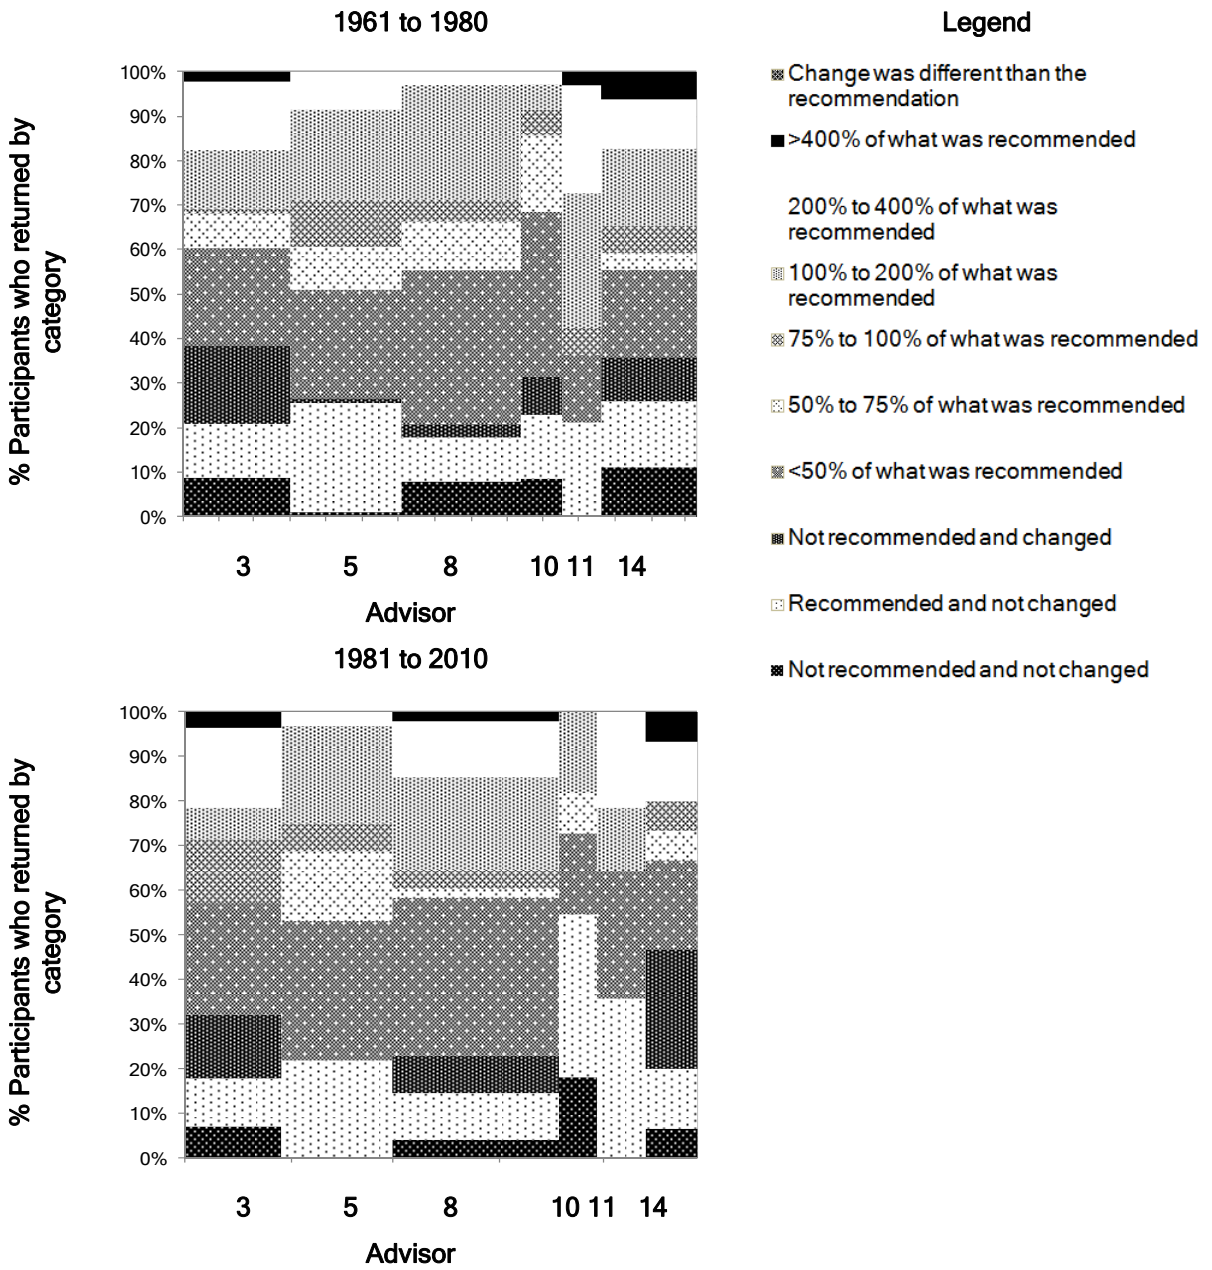 1961 to 1980
Legend
100%
90%
80%
70%
60%
50%
40%
30%
20%
10%
0%
% Participants who returned by
category
3 5 8 10 11 14
Advisor
Change was different than the
recommendation
>400% of what was recommended
200% to 400% of what was
recommended
100% to 200% of what was
recommended
75% to 100% of what was recommended
50% to 75% of what was recommended
<50% of what was recommended
Not recommended and changed
Recommended and not changed
Not recommended and not changed
1981 to 2010
100%
90%
80%
70%
60%
50%
40%
30%
20%
10%
0%
% Participants who returned by
category
3 5 8 10 11 14
Advisor